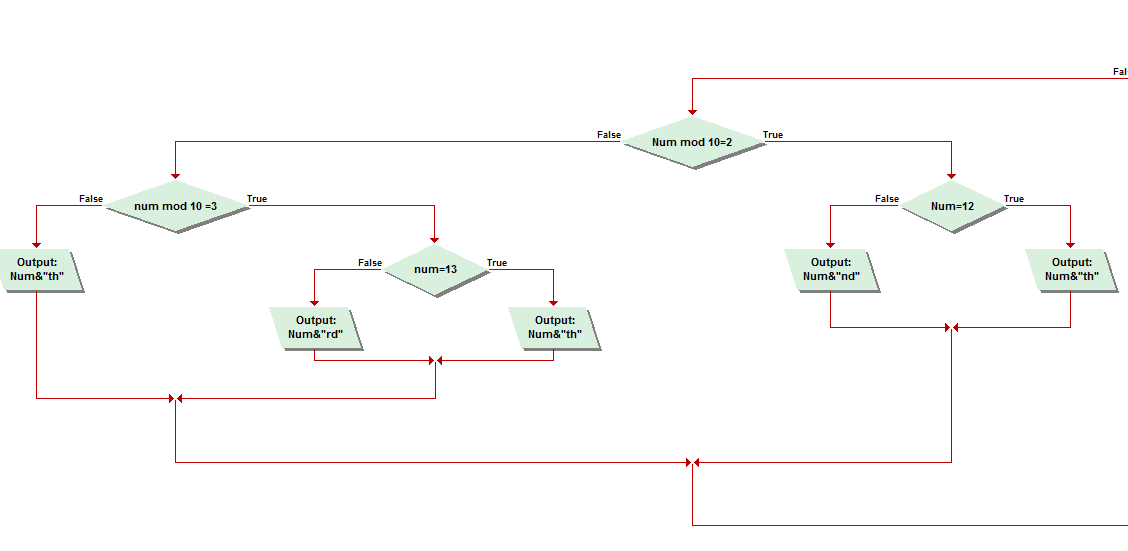 Fal
False
Num mod 10=2
True
False
num mod 10 =3
True
False
Num=12
True
Output:
Num&"th"
False
num=13
True
Output:
Num&"nd"
Output:
Num&"th"
Output:
Num&"rd"
Output:
Num&"th"